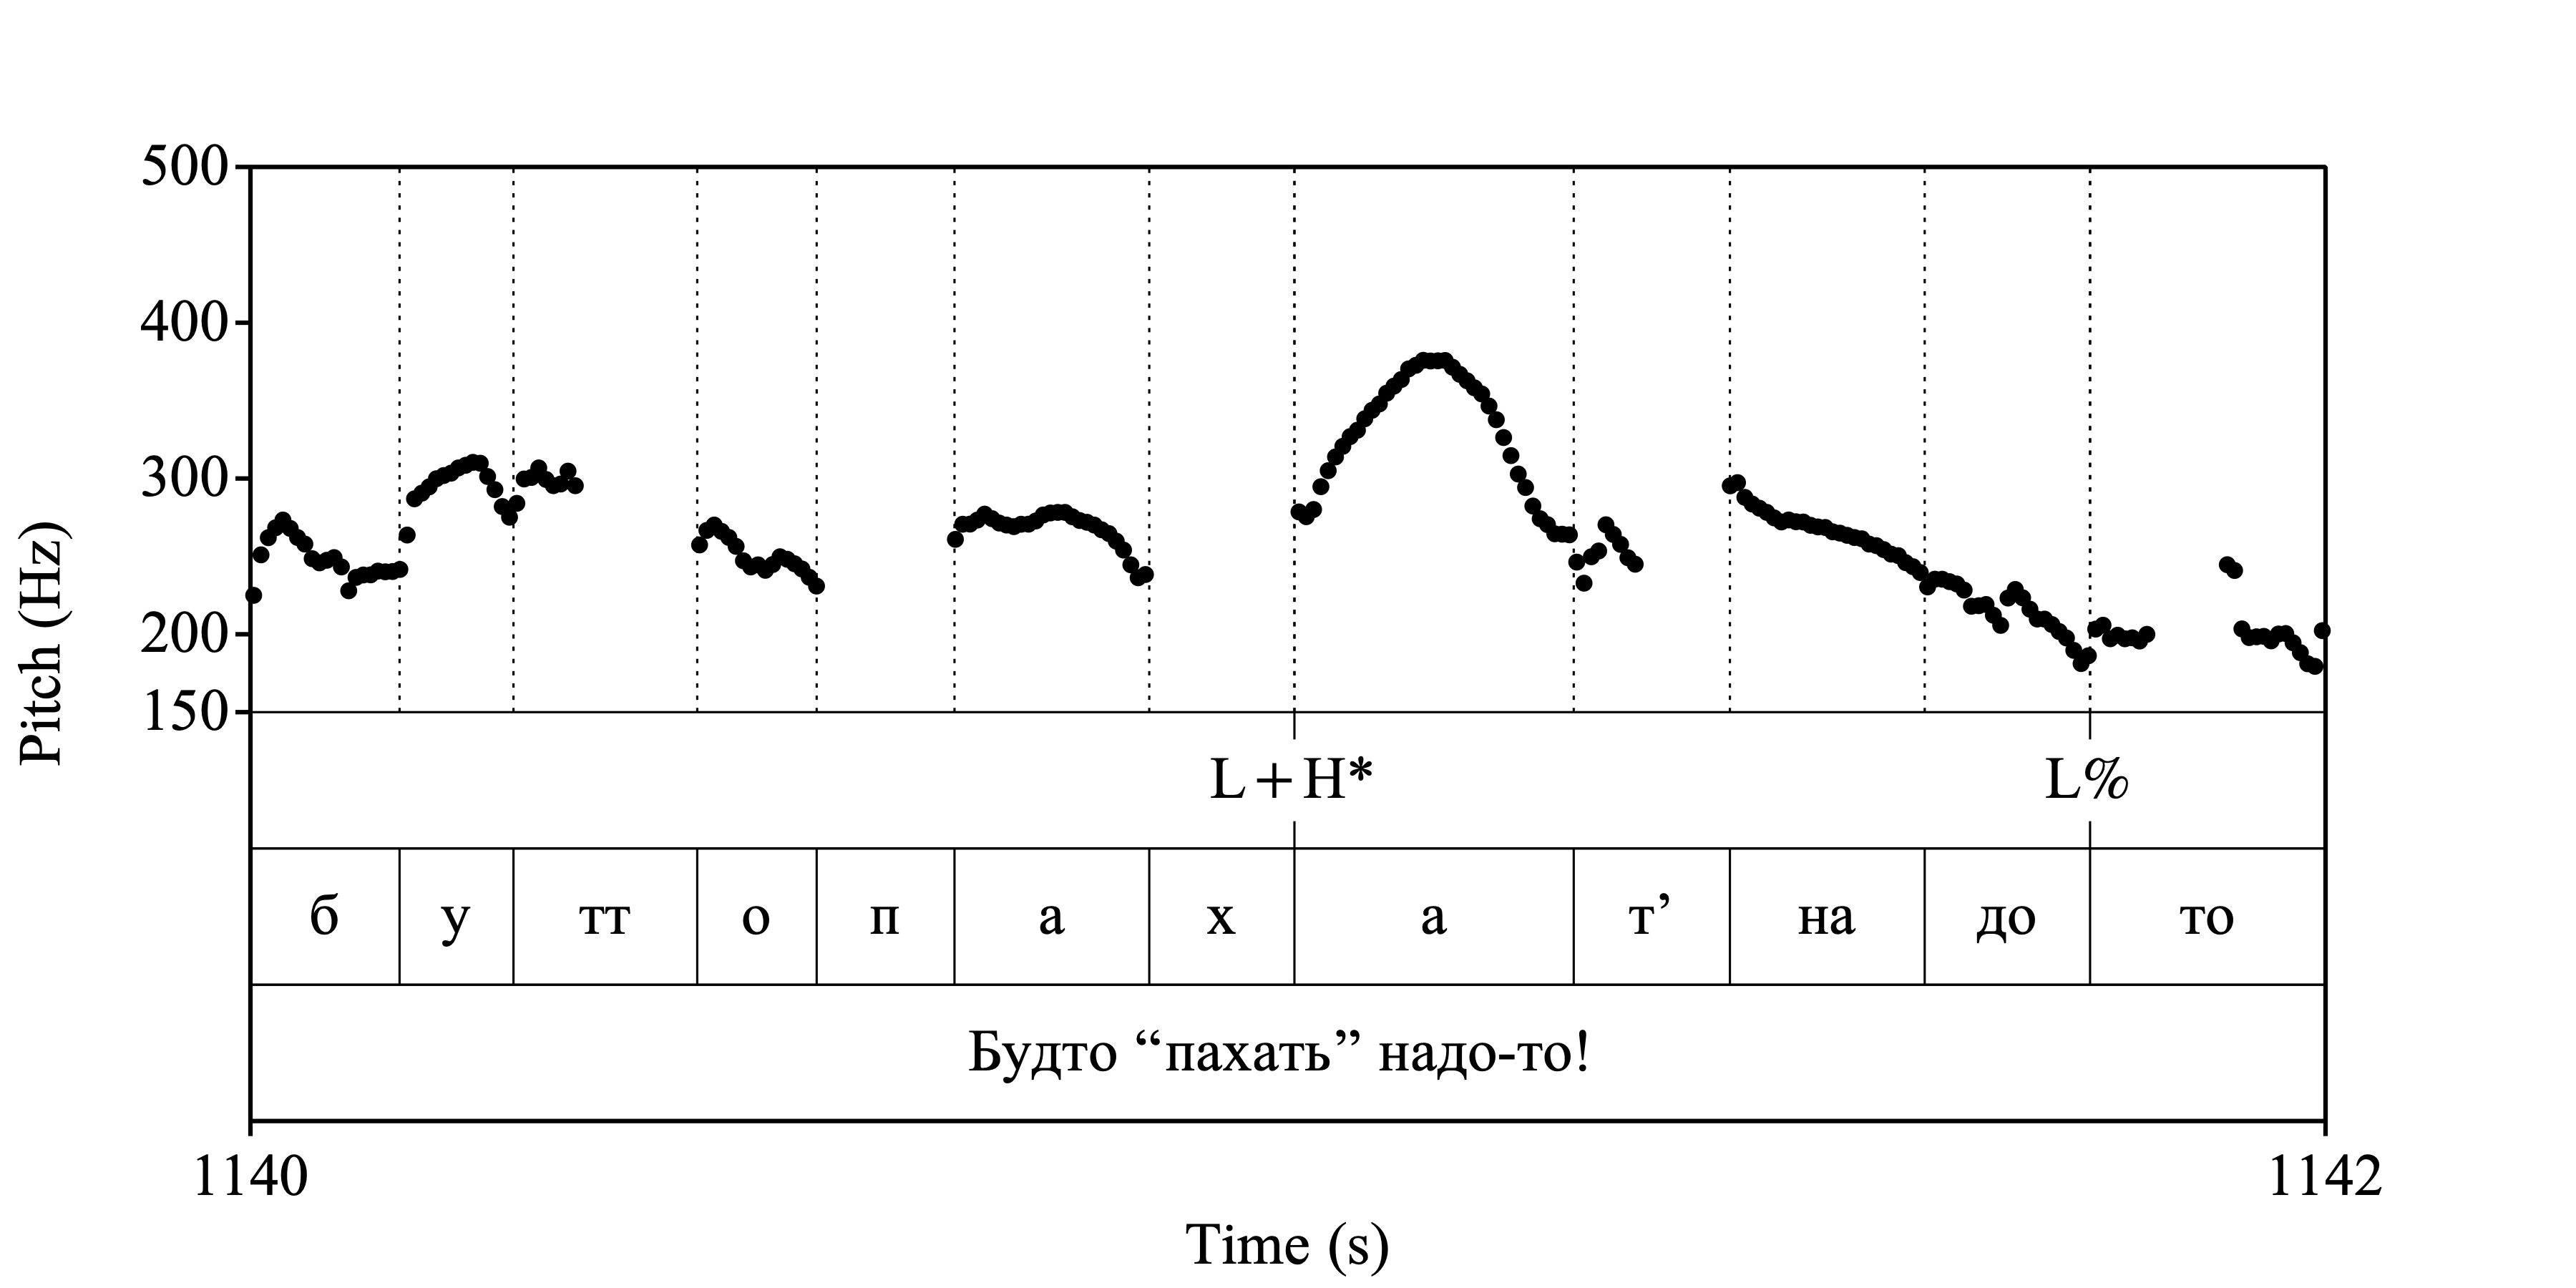 500
400
300
200
150
Pitch (Hz)
L+H* L%
б у тт о п а х а т’ на до то
Будто “пахать” надо-то!
1140 1142
Time (s)